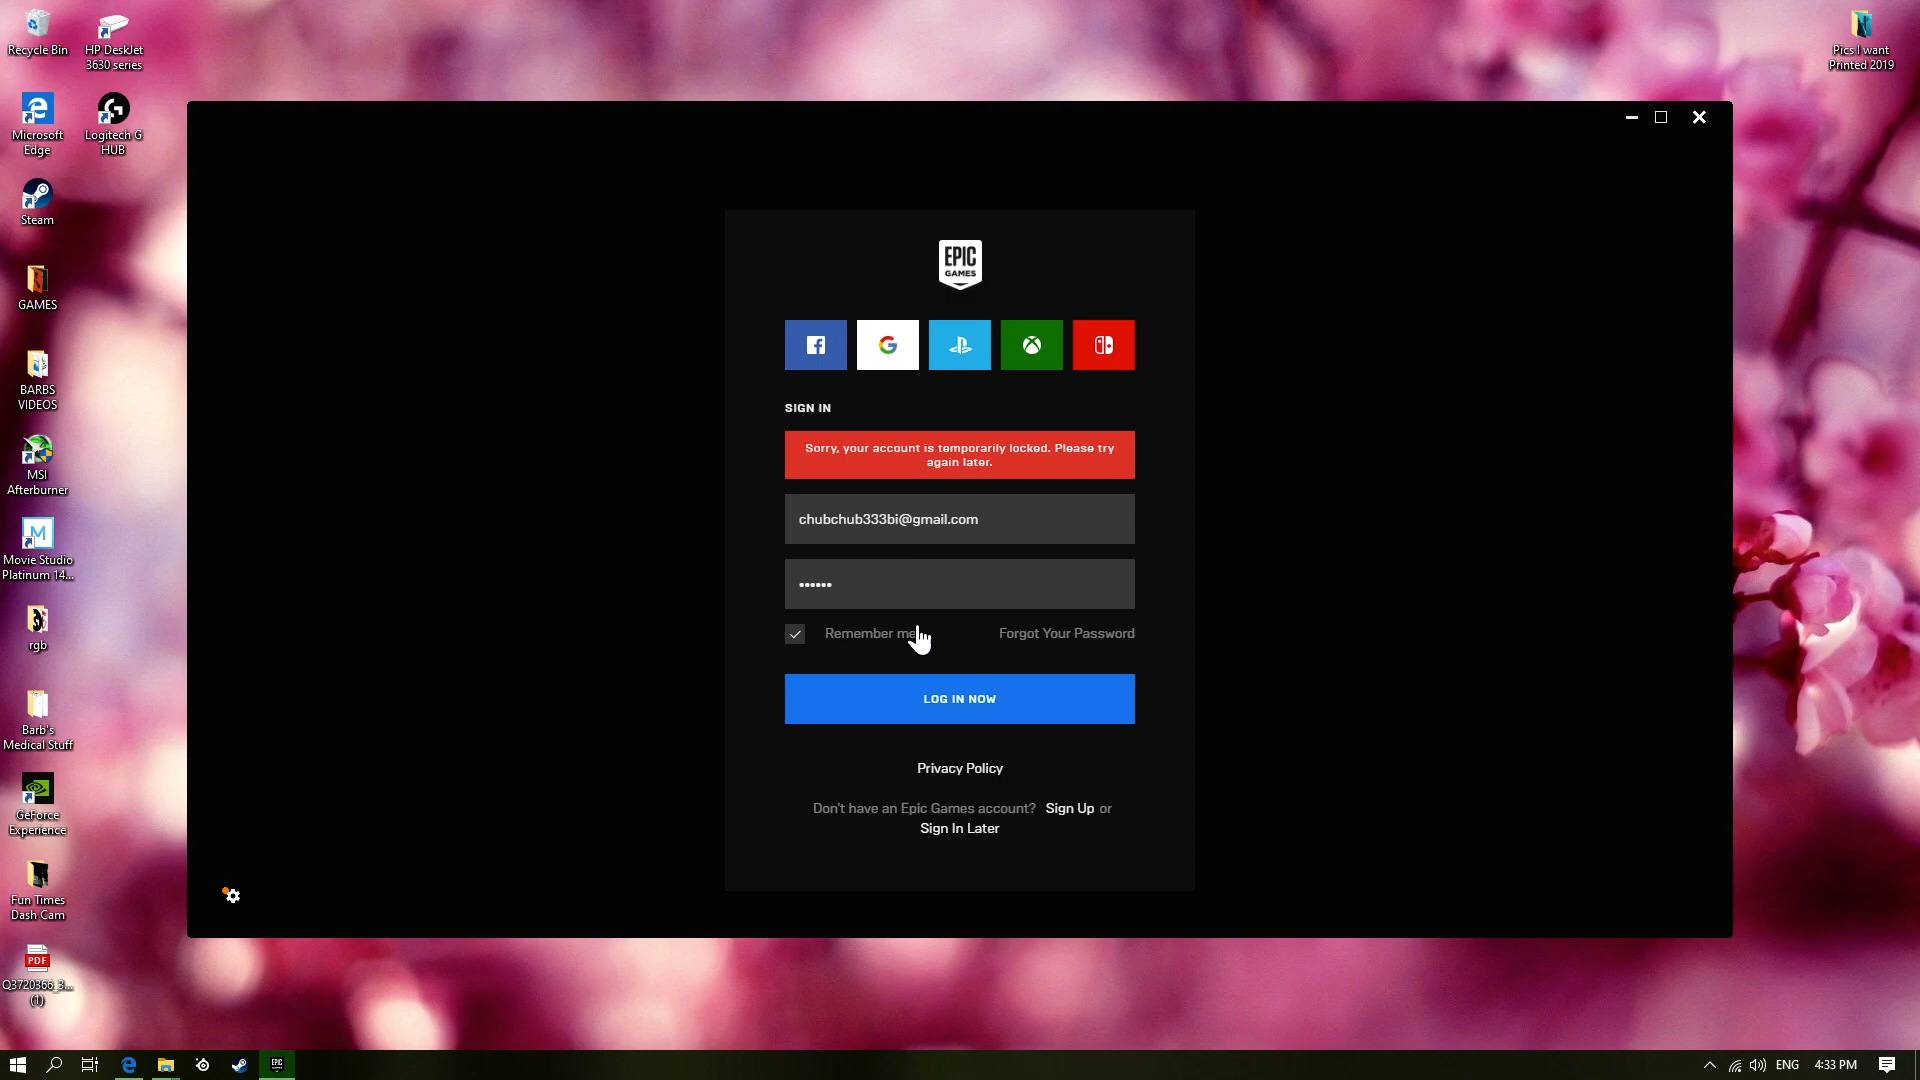 Recycle Bin
HP DeskJet
3630 series
Pics I want
Printed 2019
Microsoft
Edge
Logitech G
HUB
Steam
GAMES
BARBS
VIDEOS
MSI
Afterburner
Movie Studio
Platinum 14...
rgb
Barb's
Medical Stuff
GeForce
Experience
Fun Times
Dash Cam
PDF
Q3720366_3...
(1)
EPIC
GAMES
SIGN IN
Sorry, your account is temporarily locked. Please try
again later.
chubchub333bi@gmail.com
••••••
Remember me
Forgot Your Password
LOG IN NOW
Privacy Policy
Don't have an Epic Games account? Sign Up or
Sign In Later
EPIC
GAMES
ENG
4:33 PM